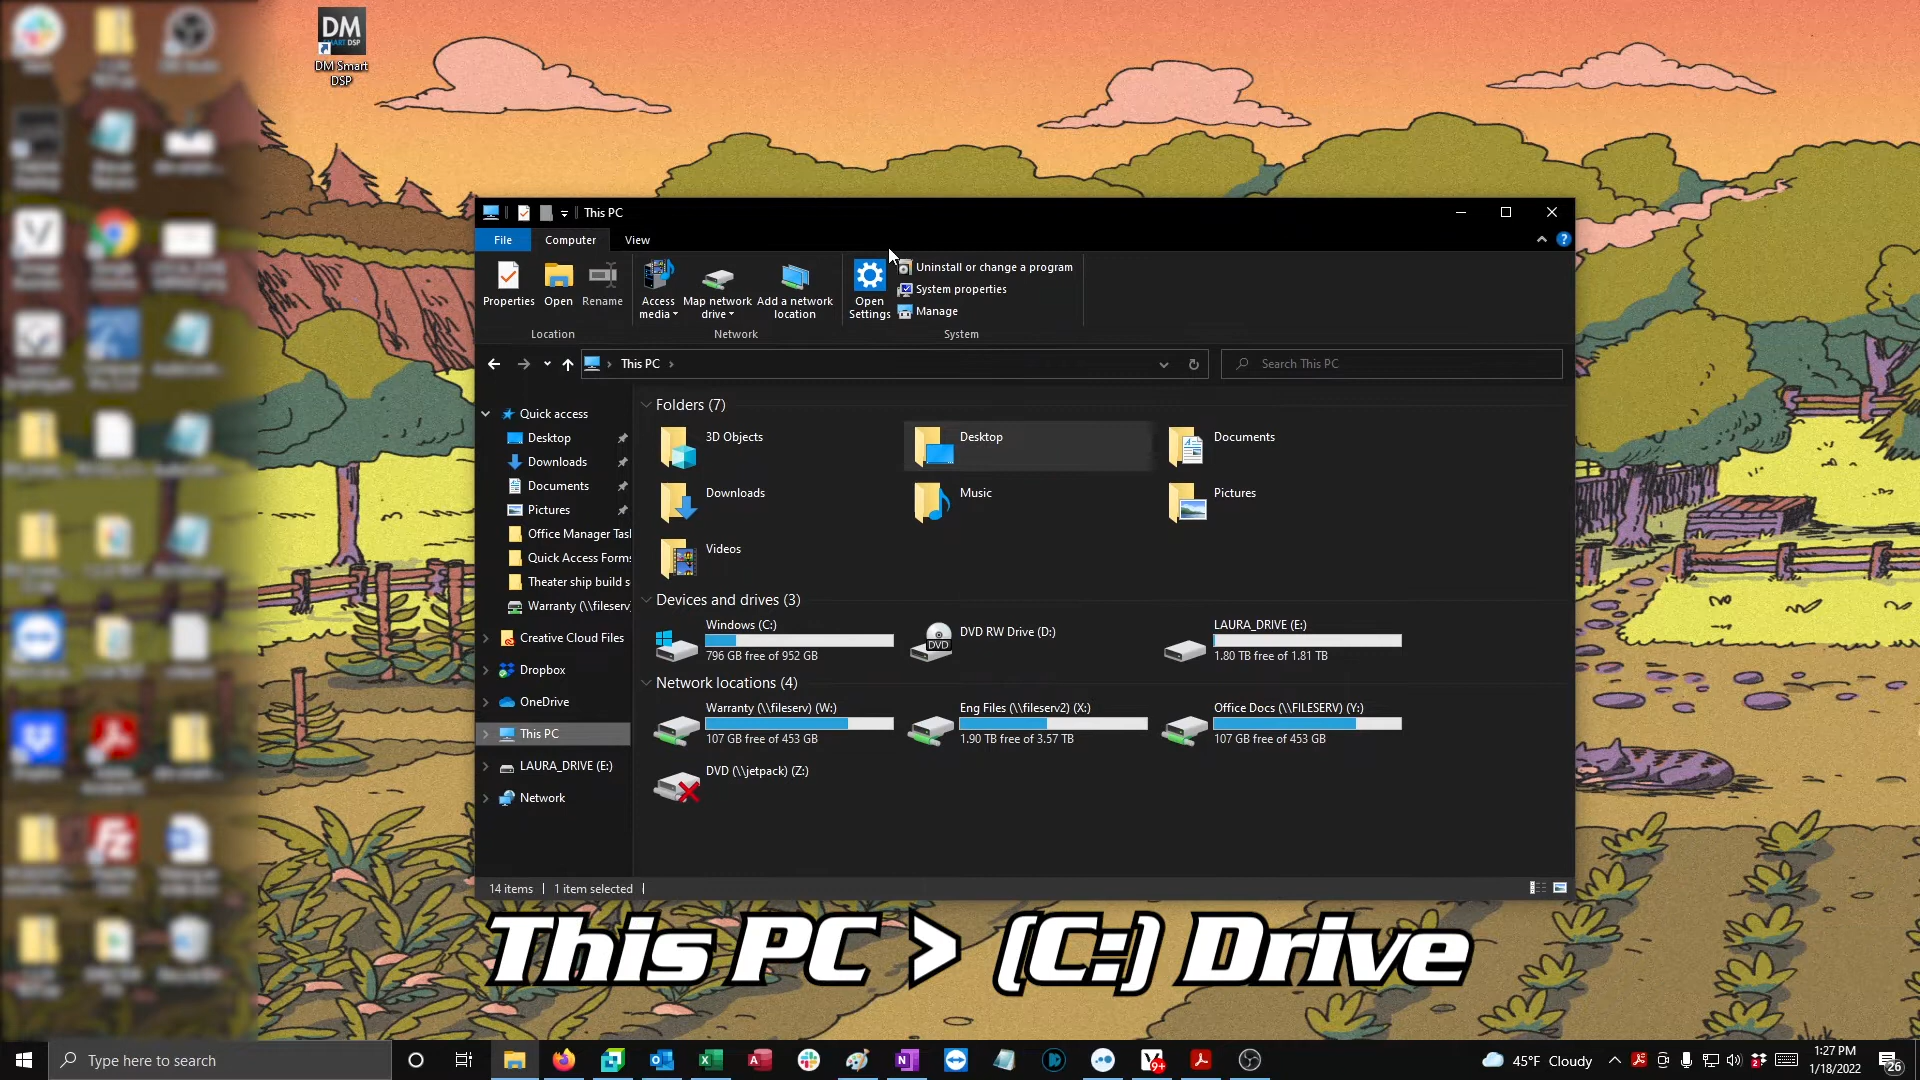 DM
SMART DSP
DM Smart
DSP
This PC
File
Computer
View
Properties
Open
Rename
Access
media
Map network
drive
Add a network
location
Open
Settings
Uninstall or change a program
System properties
Manage
Location
Network
System
This PC
Search This PC
Quick access
Desktop
Downloads
Documents
Pictures
Office Manager Tasl
Quick Access Forms
Theater ship build s
Warranty (\\fileserv)
Creative Cloud Files
Dropbox
OneDrive
This PC
LAURA_DRIVE (E:)
Network
Folders (7)
3D Objects
Desktop
Documents
Downloads
Music
Pictures
Videos
Devices and drives (3)
Windows (C:)
796 GB free of 952 GB
DVD
DVD RW Drive (D:)
LAURA_DRIVE (E:)
1.80 TB free of 1.81 TB
Network locations (4)
Warranty (\\fileserv) (W:)
107 GB free of 453 GB
Eng Files (\\fileserv2) (X:)
1.90 TB free of 3.57 TB
Office Docs (\\FILESERV) (Y:)
107 GB free of 453 GB
DVD (\\jetpack) (Z:)
14 items
1 item selected
This PC > (C:) Drive
Type here to search
9+
45°F Cloudy
1:27 PM
1/18/2022
26